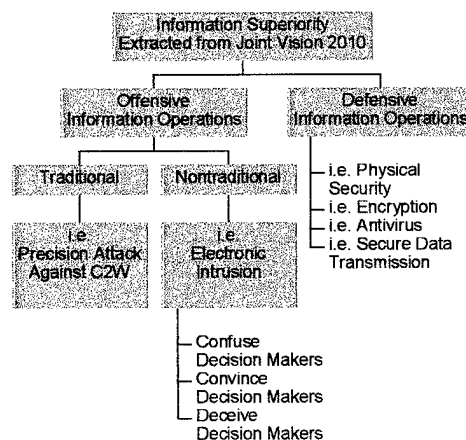 Information Superiority
Extracted from Joint Vision 2010
Offensive
Information Operations
Defensive
Information Operations
Traditional
Nontraditional
i.e
Precision Attack
Against C2W
i.e
Electronic
Intrusion
i.e. Physical
Security
i.e. Encryption
i.e. Antivirus
i.e. Secure Data
Transmission
Confuse
Decision Makers
Convince
Decision Makers
Deceive
Decision Makers